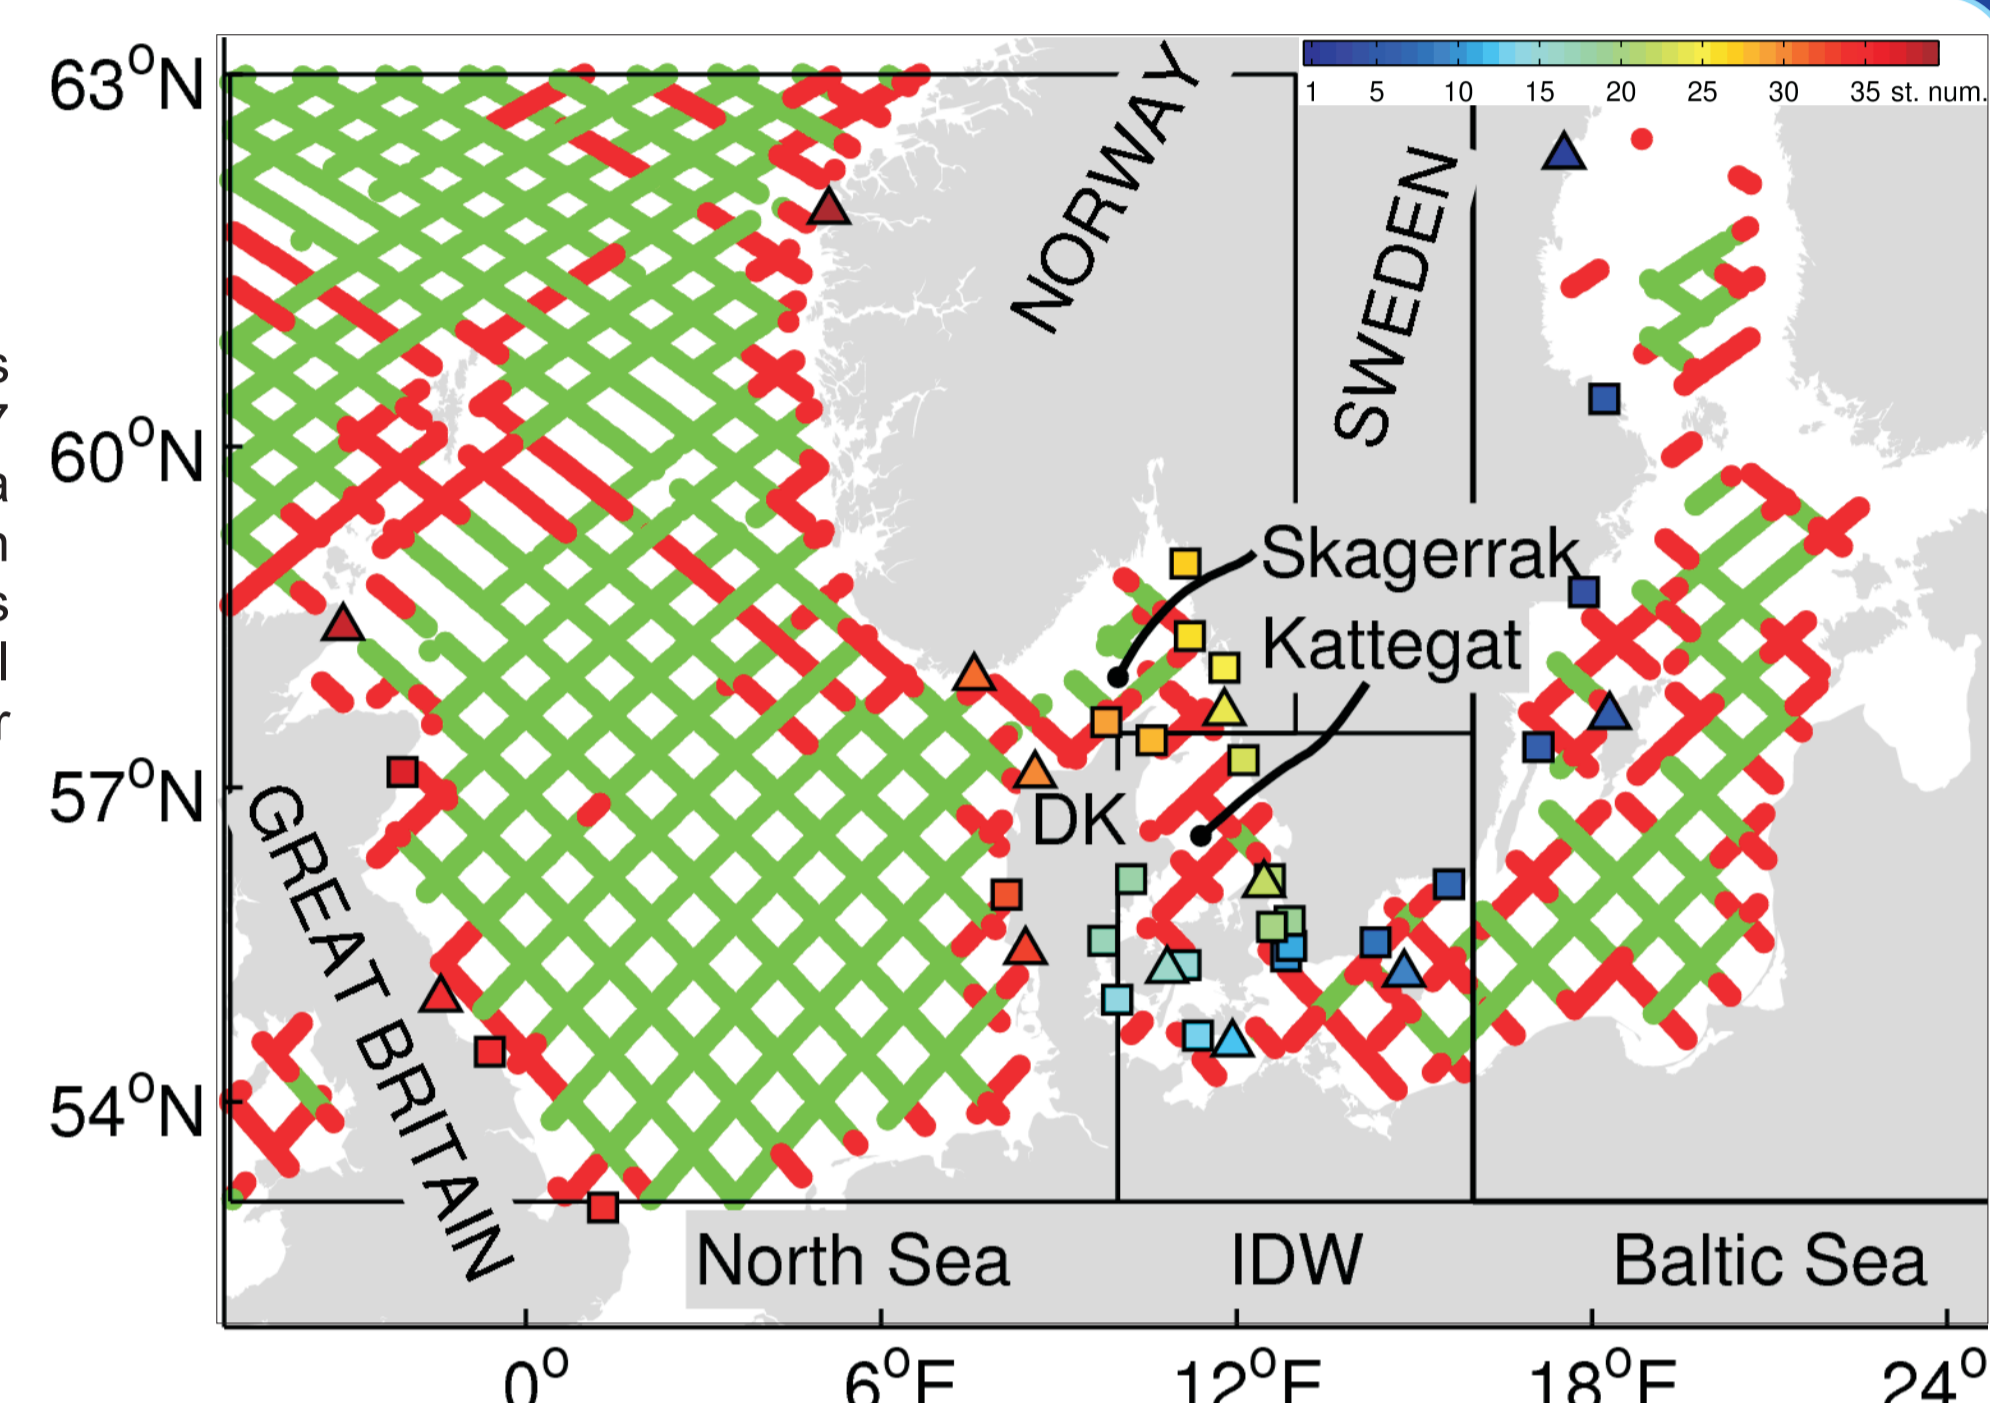 63°N
60°N
57°N
54°N
1 5 10 15 20 25 30 35 st. num.
NORWAY
SWEDEN
Skagerrak
Kattegat
DK
GREAT BRITAIN
North Sea
IDW
Baltic Sea
0° 6°E 12°E 18°E 24°
s
a
n
s
l
r